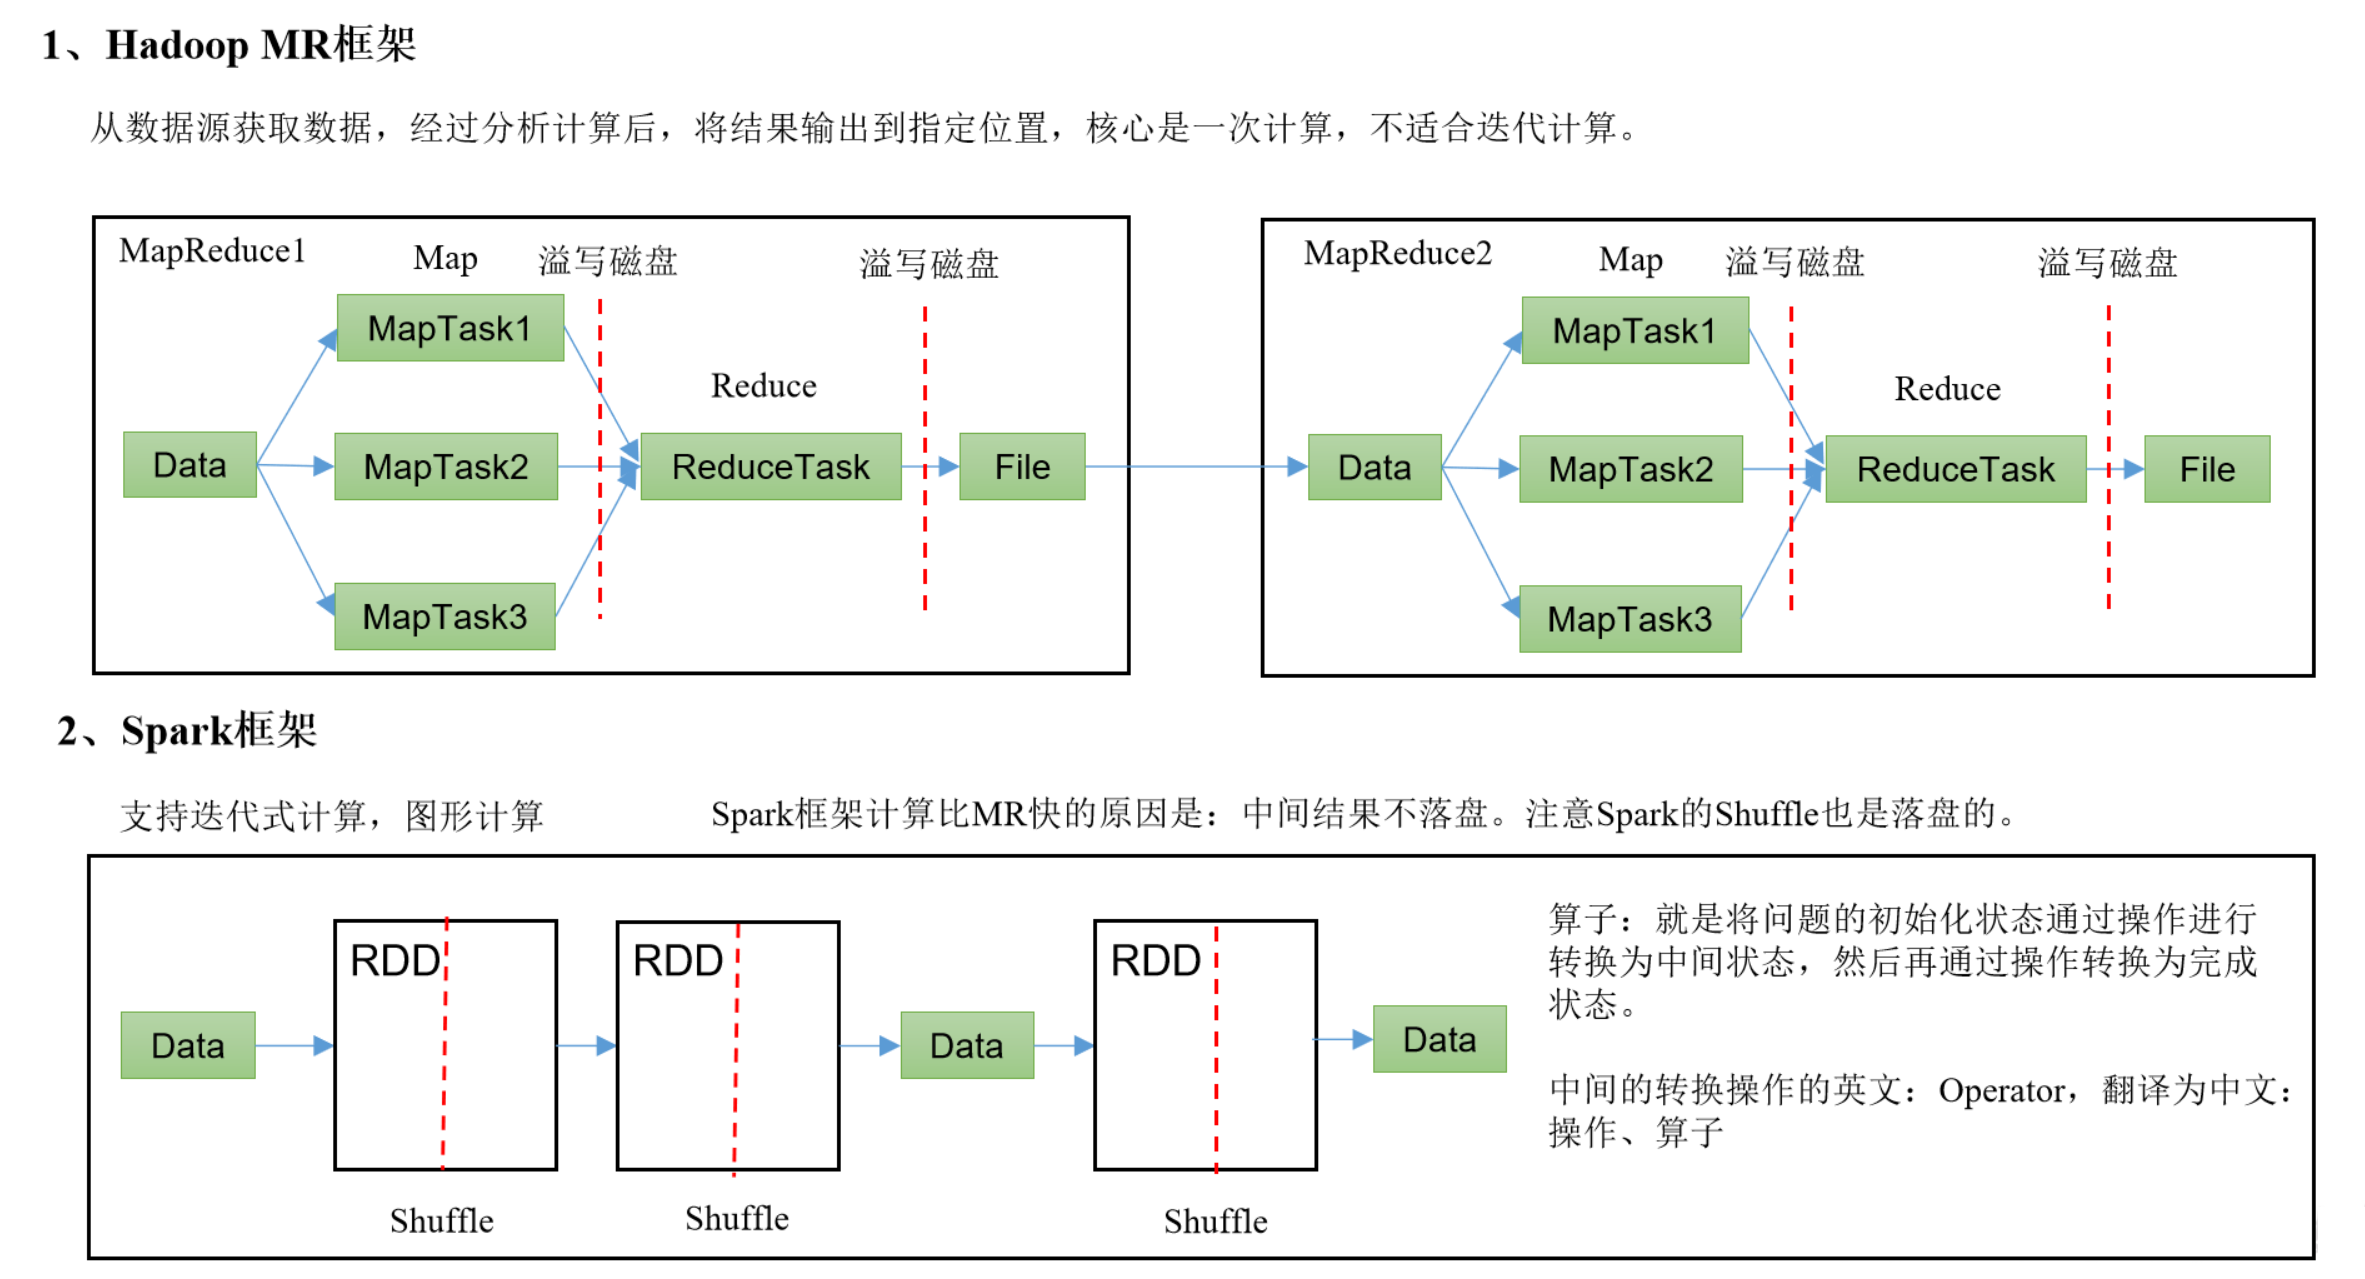 1、Hadoop MR框架
从数据源获取数据，经过分析计算后，将结果输出到指定位置，核心是一次计算，不适合迭代计算。
MapReduce1
Map
溢写磁盘
溢写磁盘
MapTask1
Reduce
Data
MapTask2
ReduceTask
File
MapTask3
MapReduce2
Map
溢写磁盘
溢写磁盘
MapTask1
Reduce
Data
MapTask2
ReduceTask
File
MapTask3
2、Spark框架
支持迭代式计算，图形计算
Spark框架计算比MR快的原因是：中间结果不落盘。注意Spark的Shuffle也是落盘的。
RDD
RDD
RDD
Data
Data
Data
Shuffle
Shuffle
Shuffle
算子：就是将问题的初始化状态通过操作进行
转换为中间状态，然后再通过操作转换为完成
状态。
中间的转换操作的英文：Operator，翻译为中文：
操作、算子